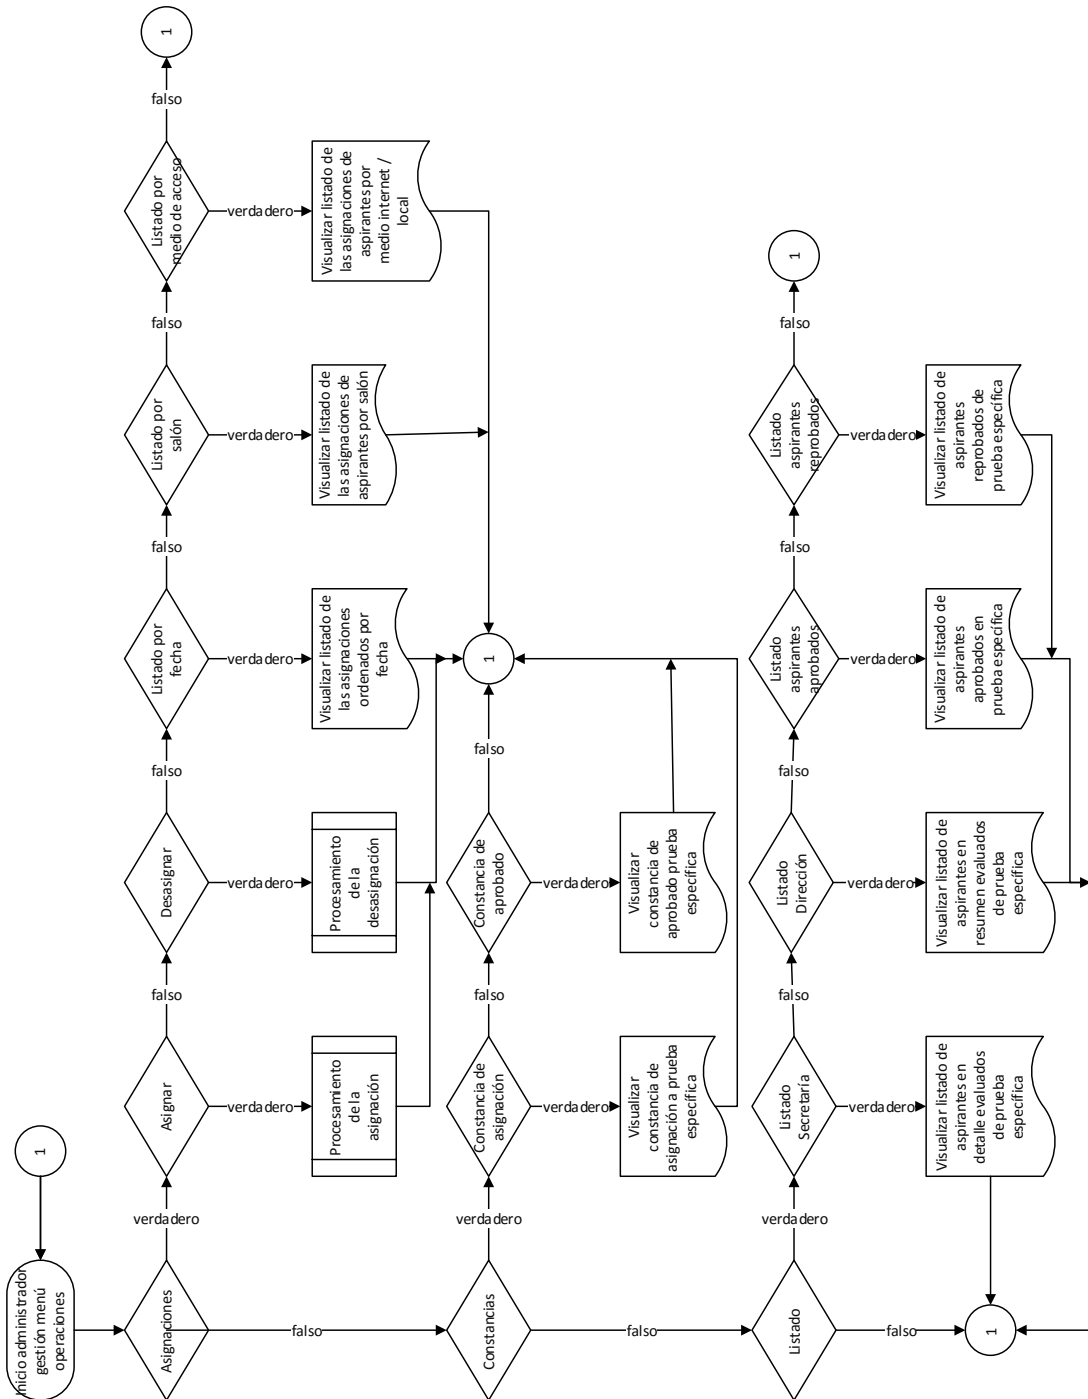 1
Inicio administrador
gestión menú
operaciones
Asignaciones
verdadero
Asignar
falso
Desasignar
falso
Listado por
fecha
falso
Listado por
salón
falso
Listado por
medio de acceso
falso
1
verdadero
Procesamiento
de la
asignación
verdadero
Procesamiento
de la
desasignación
verdadero
Visualizar listado de
las asignaciones
ordenados por
fecha
verdadero
Visualizar listado de
las asignaciones de
aspirantes por salón
verdadero
Visualizar listado de
las asignaciones de
aspirantes por
medio internet /
local
falso
Constancias
verdadero
Constancia de
asignación
falso
Constancia de
aprobado
falso
1
verdadero
Visualizar
constancia de
asignación a prueba
específica
verdadero
Visualizar
constancia de
aprobado prueba
específica
falso
Listado
verdadero
Listado
Secretaría
falso
Listado
Dirección
falso
Listado
aspirantes
aprobados
falso
Listado
aspirantes
reprobados
falso
1
verdadero
Visualizar listado de
aspirantes en
detalle evaluados
de prueba
específica
verdadero
Visualizar listado de
aspirantes en
resumen evaluados
de prueba
específica
verdadero
Visualizar listado de
aspirantes
aprobados en
prueba específica
verdadero
Visualizar listado de
aspirantes
reprobados de
prueba específica
falso
1